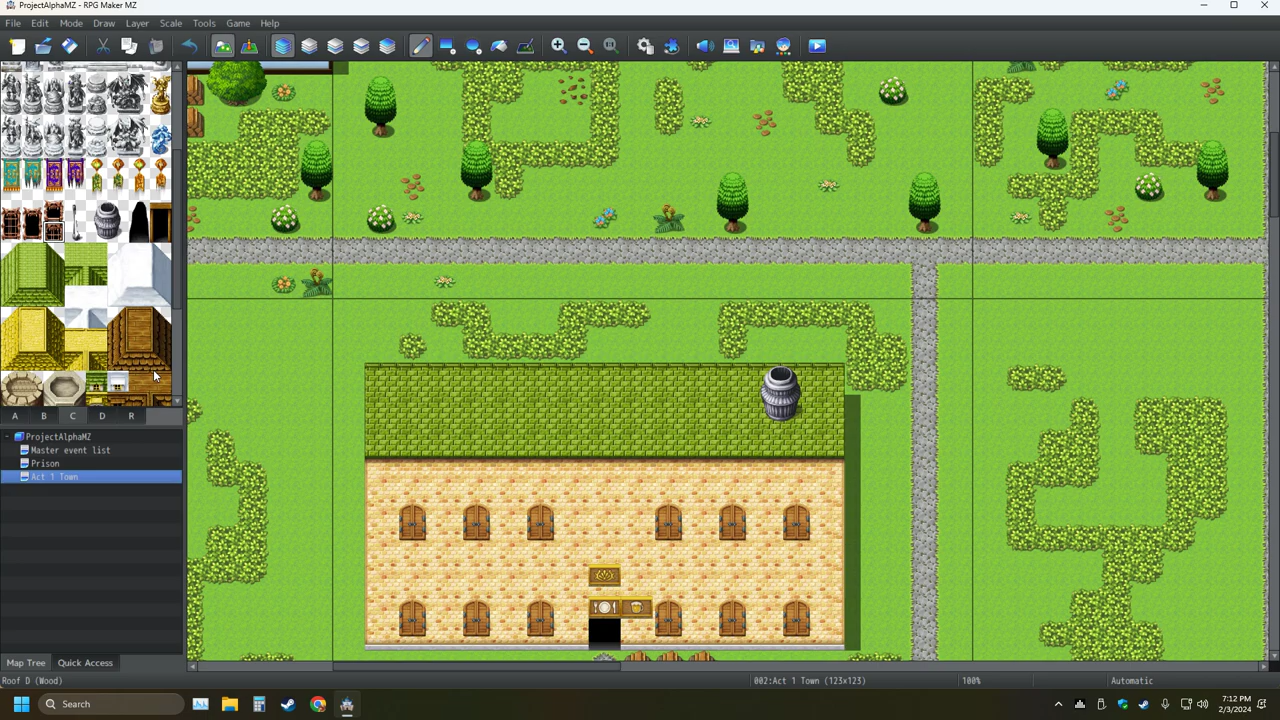 ProjectAlphaMZ - RPG Maker MZ
File Edit Mode Draw Layer Scale Tools Game Help
A B C D R
ProjectAlphaMZ
Master event list
Prison
Act 1 Town
Map Tree Quick Access
Roof D (Wood) 002:Act 1 Town (123x123) 100% Automatic
Search
7:12 PM
2/3/2024